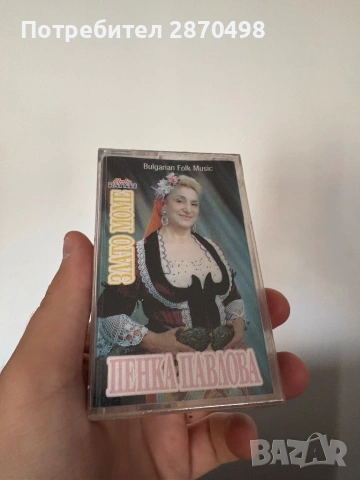 Потребител 2870498
Bulgarian Folk Music
ЗЛАТО МОМЕ
ПЕНКА ПАВЛОВА
BAZAR